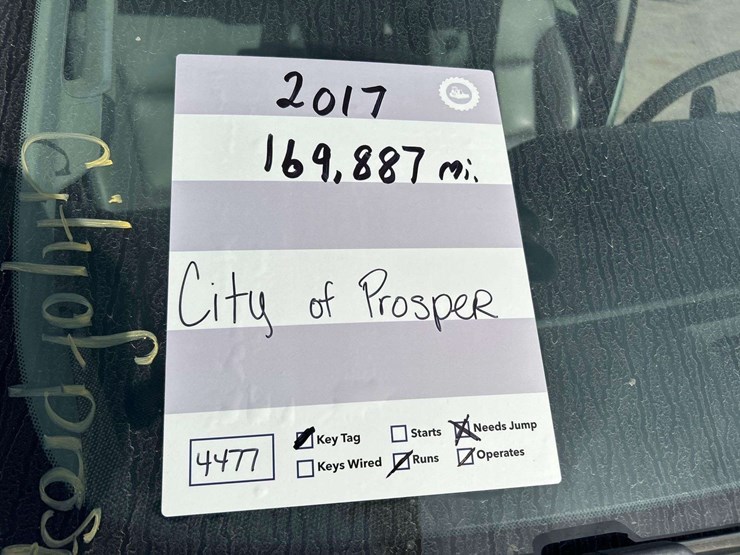 2017
169,887 mi.
City of Prosper
4477
Key Tag
Starts
Needs Jump
Keys Wired
Runs
Operates
City of Pros